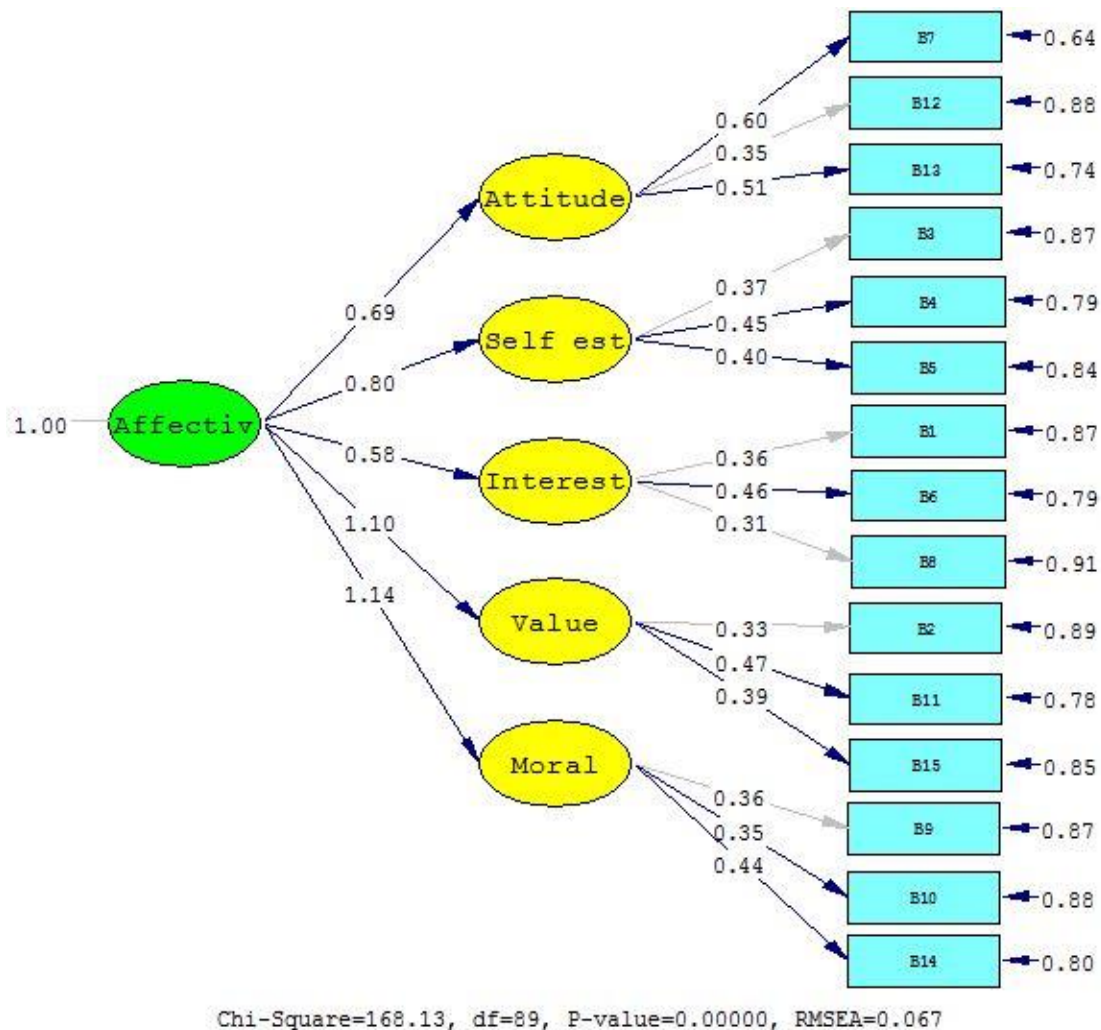 B7
0.64
B12
0.88
0.60
0.35
B13
0.74
0.51
Attitude
B3
0.87
0.37
0.69
B4
0.79
0.45
Self est
0.40
B5
0.84
0.80
1.00
Affectiv
B1
0.87
0.58
0.36
Interest
0.46
B6
0.79
0.31
1.10
B8
0.91
1.14
Value
0.33
B2
0.89
0.47
0.39
B11
0.78
Moral
B15
0.85
0.36
B9
0.87
0.35
0.44
B10
0.88
B14
0.80
Chi-Square=168.13, df=89, P-value=0.00000, RMSEA=0.067